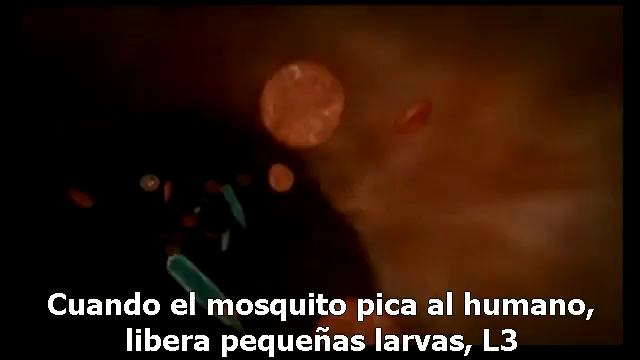 Cuando el mosquito pica al humano,
libera pequeñas larvas, L3